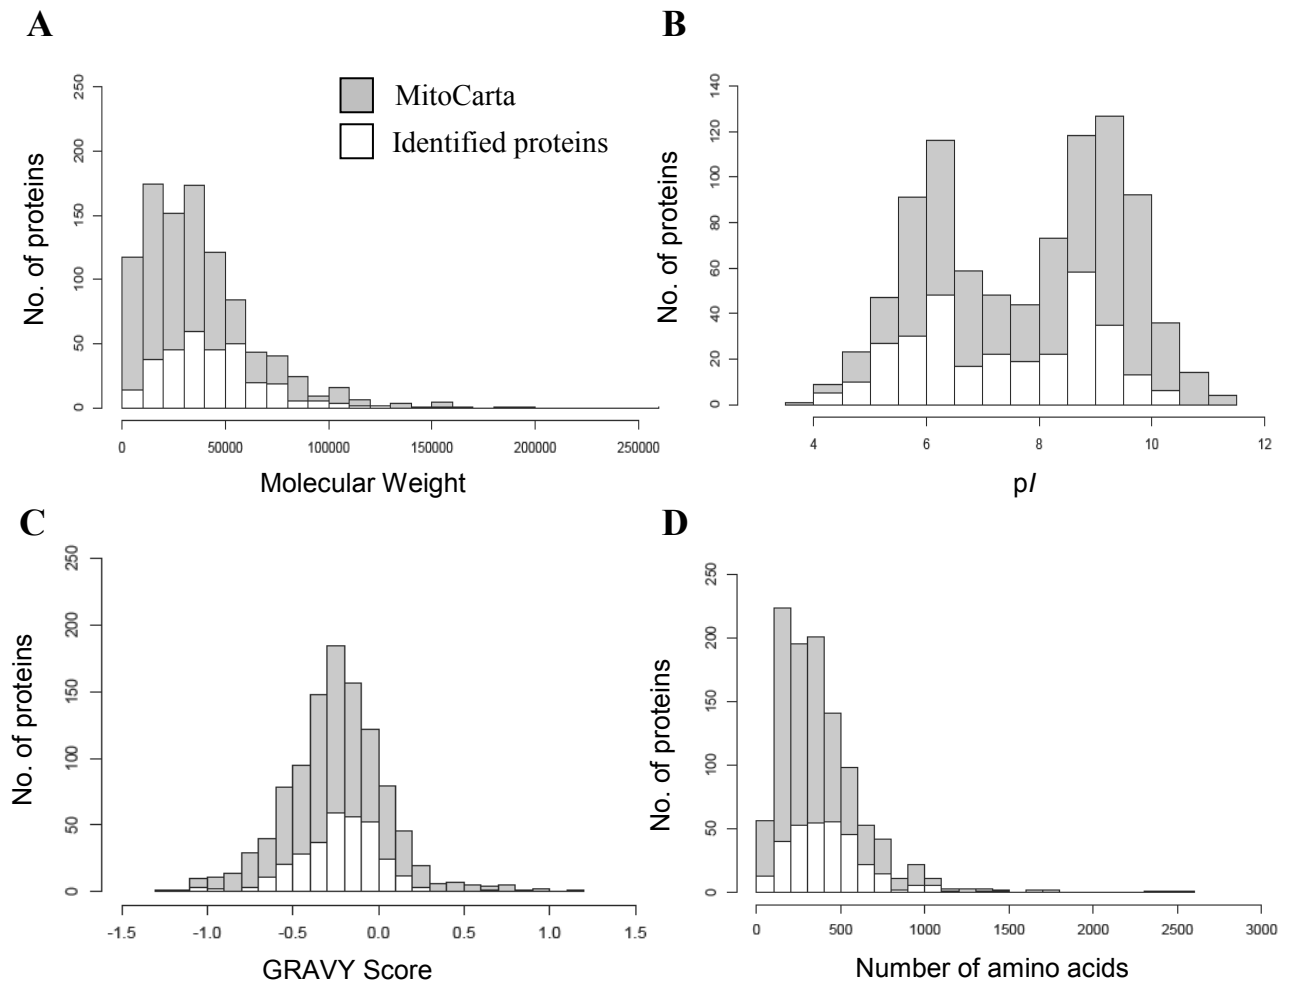 A
B
MitoCarta
Identified proteins
No. of proteins
0 50 100 150 200 250
0 50000 100000 150000 200000 250000
Molecular Weight
No. of proteins
0 20 40 60 80 100 120 140
4 6 8 10 12
pI
C
D
No. of proteins
0 50 100 150 200 250
-1.5 -1.0 -0.5 0.0 0.5 1.0 1.5
GRAVY Score
No. of proteins
0 50 100 150 200 250
0 500 1000 1500 2000 2500 3000
Number of amino acids